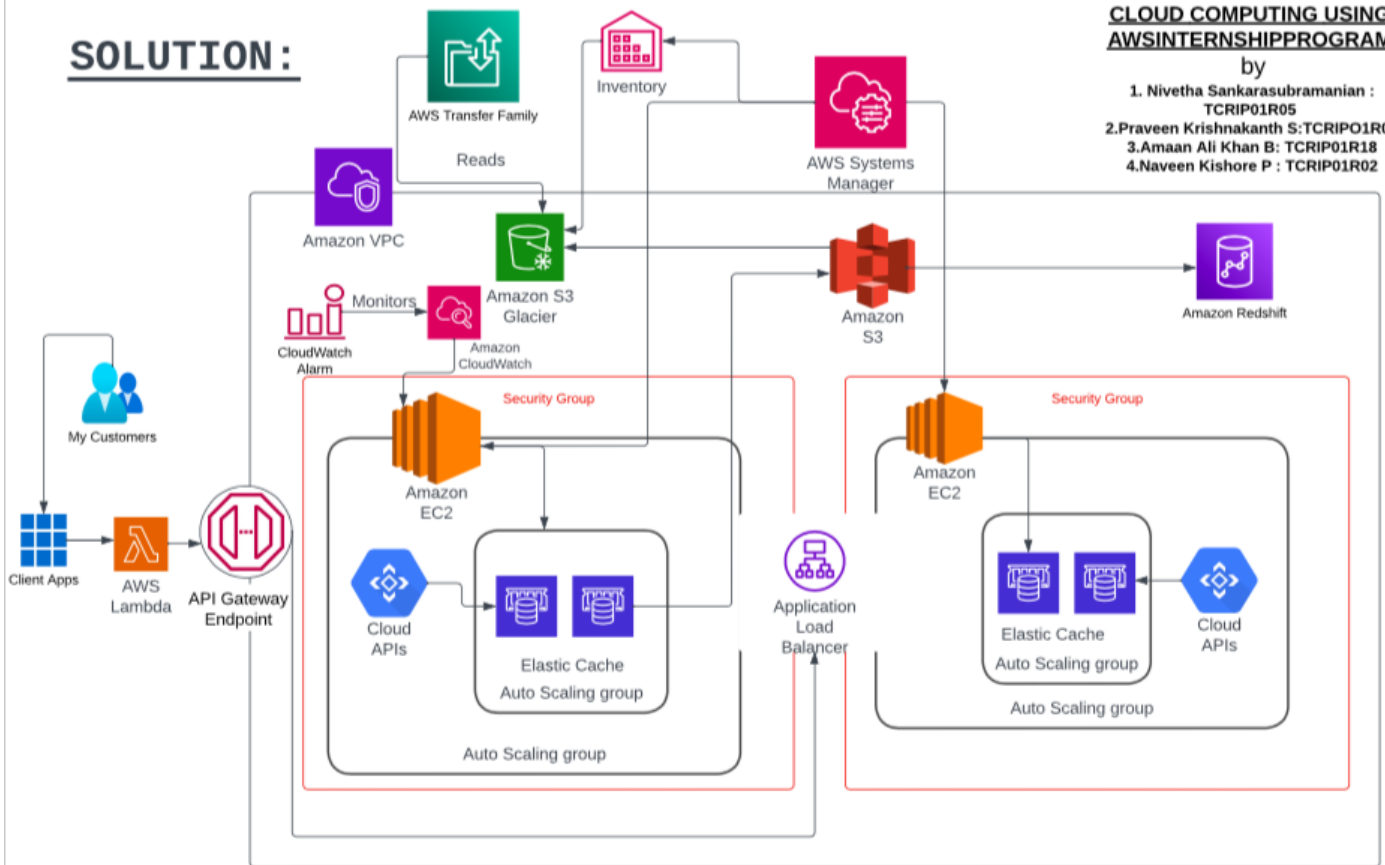 SOLUTION:
CLOUD COMPUTING USING
AWSINTERNSHIPPROGRAM
by
1. Nivetha Sankarasubramanian :
TCRIP01R05
2.Praveen Krishnakanth
3.Amaan Ali Khan B: TCRIP01R18
4.Naveen Kishore P : TCRIP01R02
AWS Transfer Family
Inventory
Reads
AWS Systems
Manager
Amazon VPC
Amazon S3
Glacier
Amazon
S3
Amazon Redshift
Monitors
CloudWatch
Alarm
Amazon
CloudWatch
My Customers
Client Apps
AWS
Lambda
API Gateway
Endpoint
Security Group
Amazon
EC2
Cloud
APIs
Elastic Cache
Auto Scaling group
Auto Scaling group
Application
Load
Balancer
Security Group
Amazon
EC2
Elastic Cache
Auto Scaling group
Cloud
APIs
Auto Scaling group